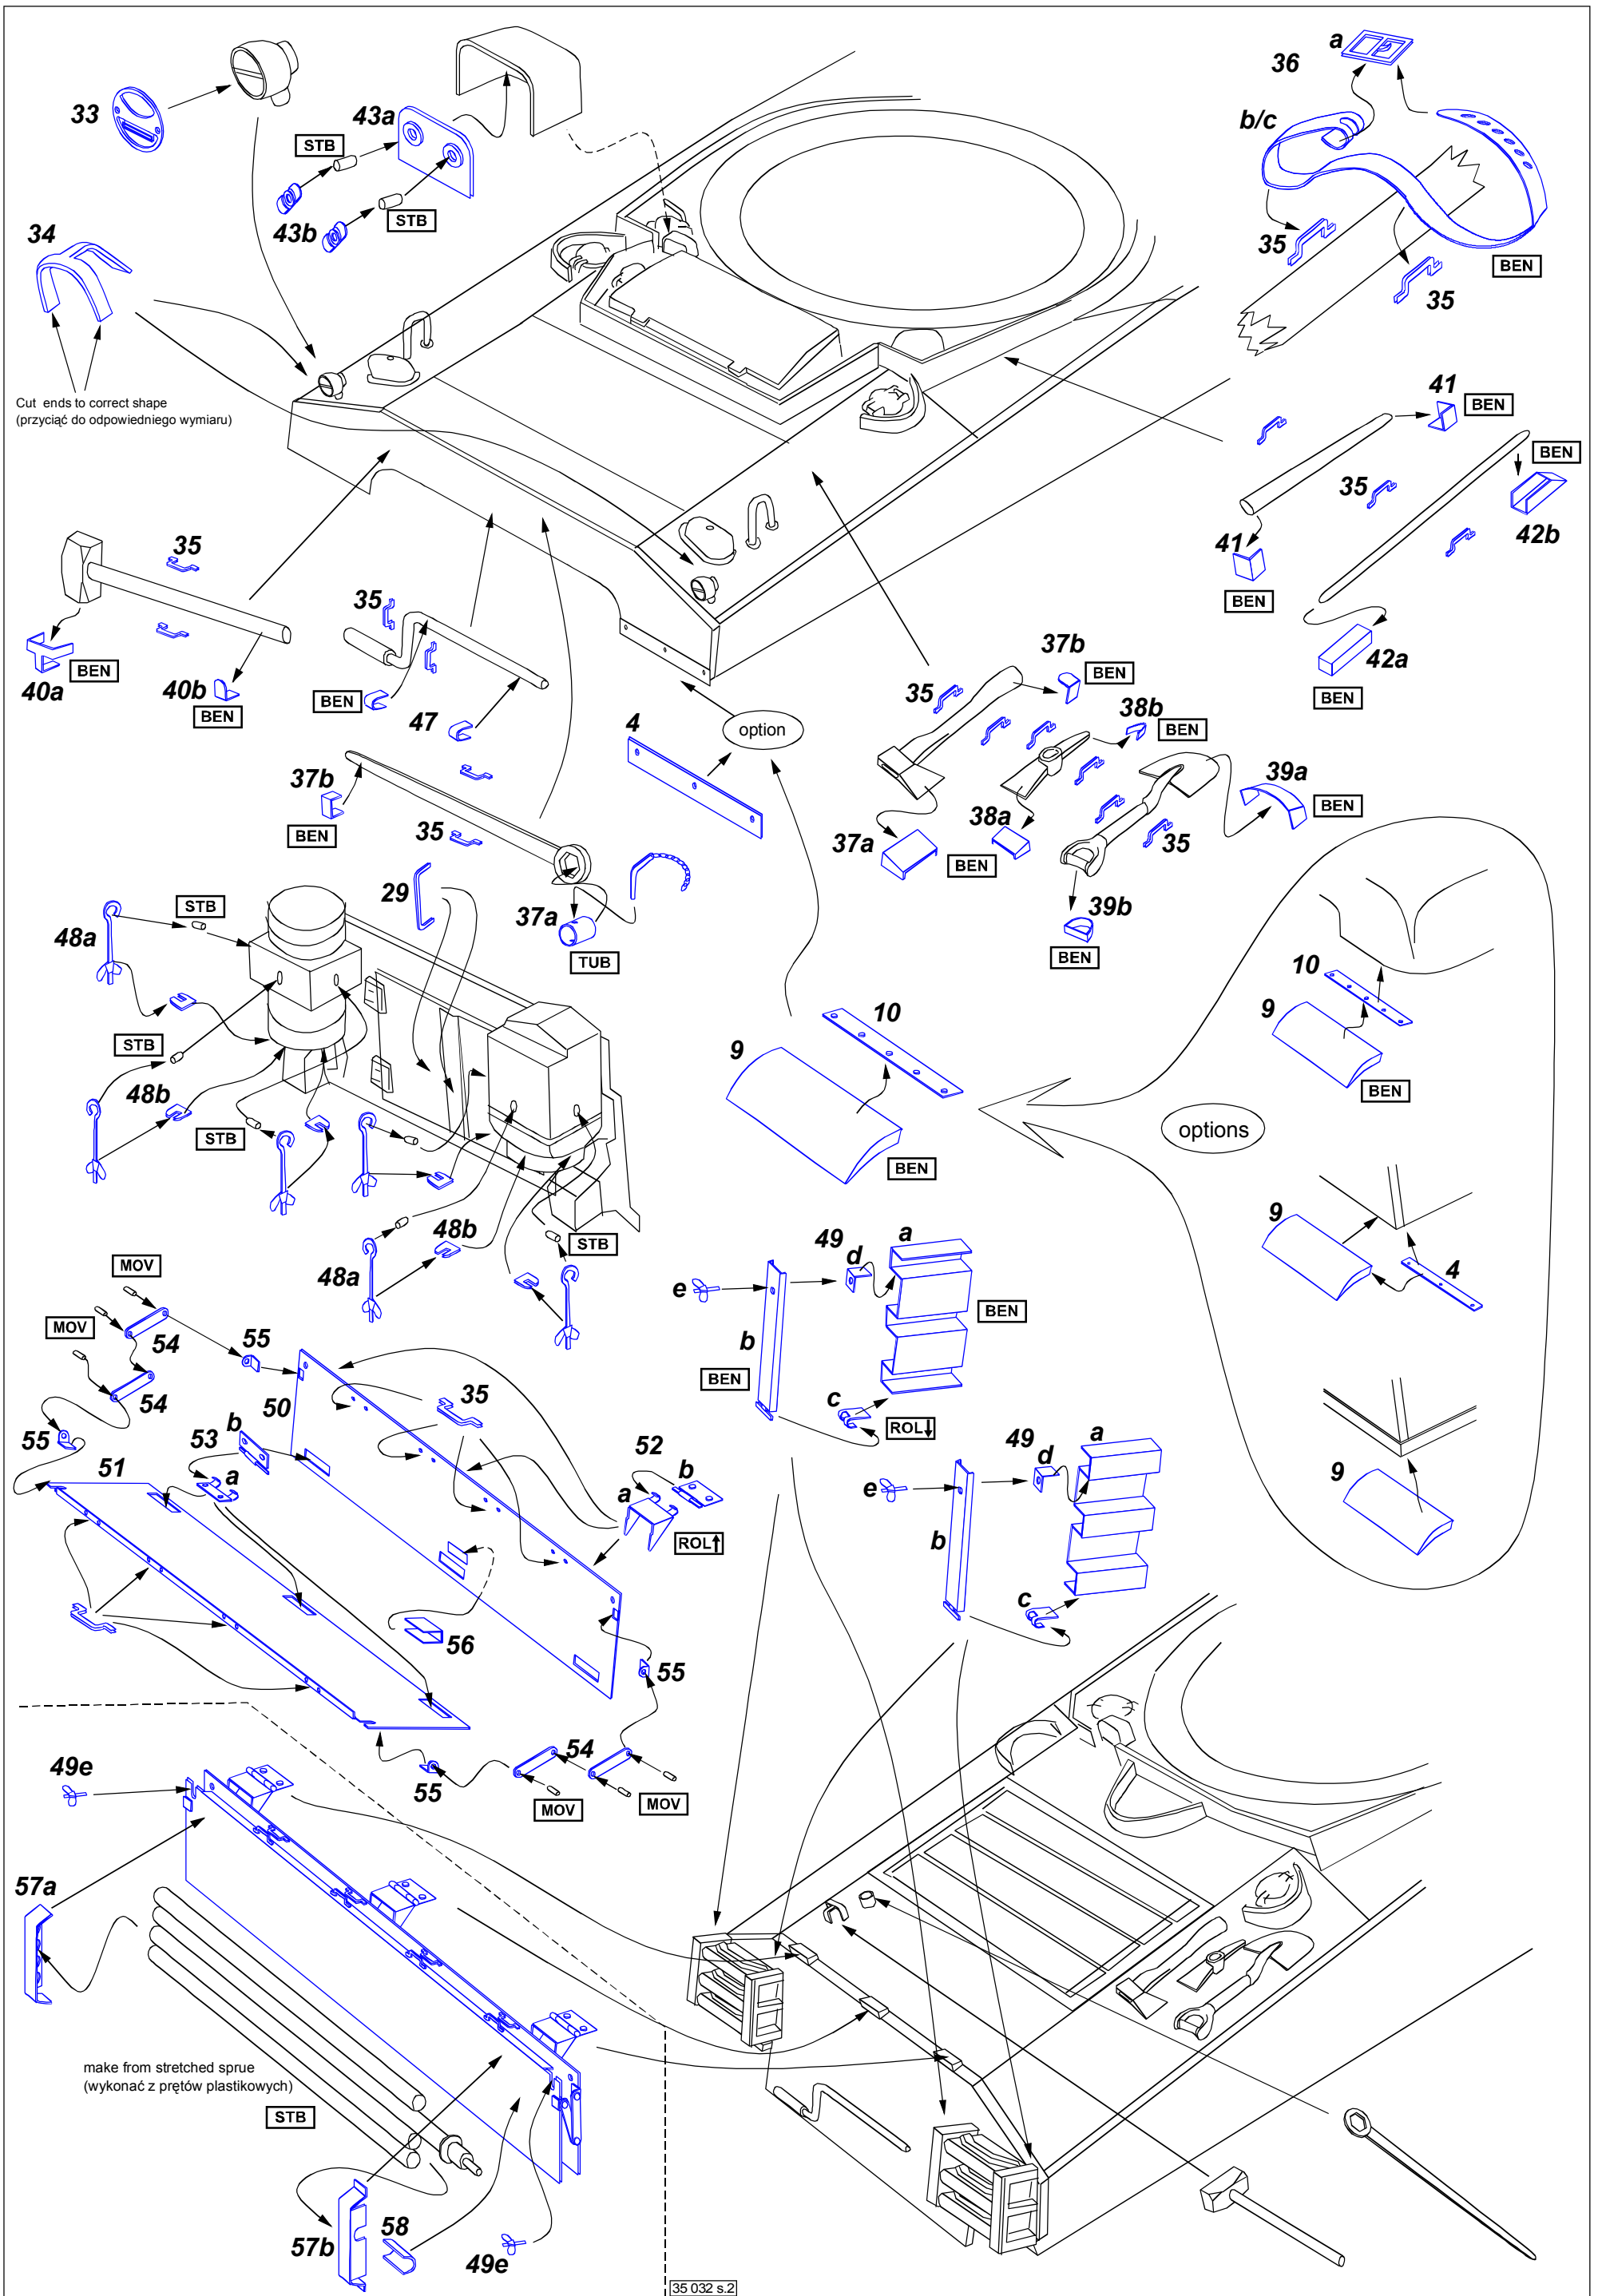 36
a
33
43a
b/c
STB
STB
43b
34
35
BEN
35
Cut ends to correct shape
(przyciąć do odpowiedniego wymiaru)
41
BEN
BEN
35
42b
41
BEN
35
35
37b
42a
BEN
40a
BEN
40b
BEN
BEN
47
4
option
35
BEN
38b
BEN
37b
BEN
35
39a
BEN
37a
38a
BEN
35
29
37a
TUB
39b
BEN
48a
STB
10
10
9
9
BEN
STB
48b
STB
BEN
options
48b
STB
48a
9
4
49
a
d
e
b
BEN
BEN
c
ROL↓
MOV
MOV
54
55
54
50
35
55
53
b
a
51
52
b
a
ROL↑
49
a
d
e
b
c
9
56
55
54
55
MOV
MOV
49e
57a
make from stretched sprue
(wykonać z prętów plastikowych)
STB
57b
58
49e
35 032 s.2